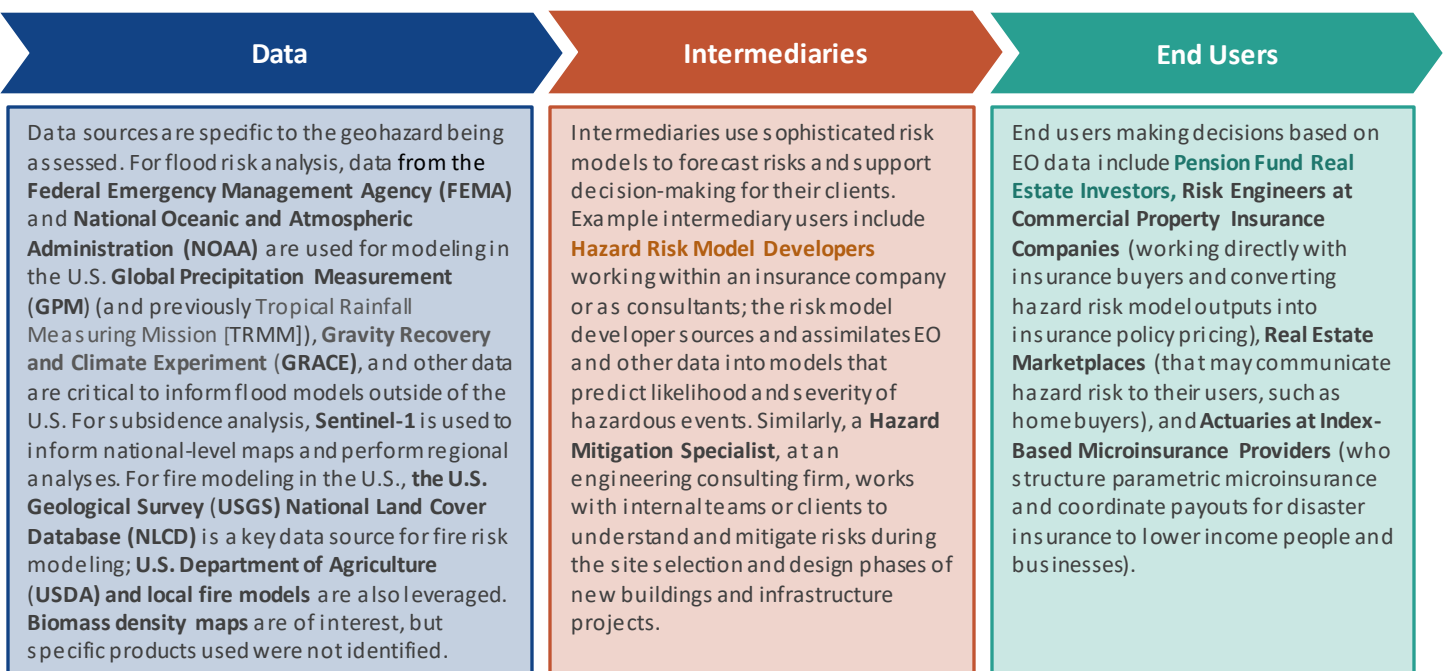 Data
Data sources are specific to the geohazard being
assessed. For flood risk analysis, data from the
Federal Emergency Management Agency (FEMA)
and National Oceanic and Atmospheric
Administration (NOAA) are used for modeling in
the U.S. Global Precipitation Measurement
(GPM) (and previously Tropical Rainfall
Measuring Mission [TRMM]), Gravity Recovery
and Climate Experiment (GRACE), and other data
are critical to inform flood models outside of the
U.S. For subsidence analysis, Sentinel-1 is used to
inform national-level maps and perform regional
analyses. For fire modeling in the U.S., the U.S.
Geological Survey (USGS) National Land Cover
Database (NLCD) is a key data source for fire risk
modeling; U.S. Department of Agriculture
(USDA) and local fire models are also leveraged.
Biomass density maps are of interest, but
specific products used were not identified.
Intermediaries
Intermediaries use sophisticated risk
models to forecast risks and support
decision-making for their clients.
Example intermediary users include
Hazard Risk Model Developers
working within an insurance company
or as consultants; the risk model
developer sources and assimilates EO
and other data into models that
predict likelihood and severity of
hazardous events. Similarly, a Hazard
Mitigation Specialist, at an
engineering consulting firm, works
with internal teams or clients to
understand and mitigate risks during
the site selection and design phases of
new buildings and infrastructure
projects.
End Users
End users making decisions based on
EO data include Pension Fund Real
Estate Investors, Risk Engineers at
Commercial Property Insurance
Companies (working directly with
insurance buyers and converting
hazard risk model outputs into
insurance policy pricing), Real Estate
Marketplaces (that may communicate
hazard risk to their users, such as
homebuyers), and Actuaries at Index-
Based Microinsurance Providers (who
structure parametric microinsurance
and coordinate payouts for disaster
insurance to lower income people and
businesses).